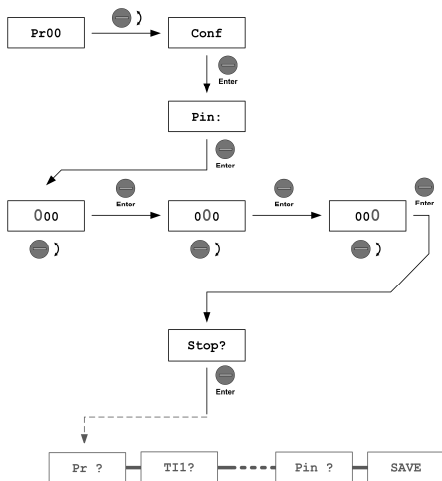 Pr00
Conf
Enter
Pin:
Enter
000
Enter
000
Enter
000
Enter
Stop?
Enter
Pr ?
TI1?
Pin ?
SAVE